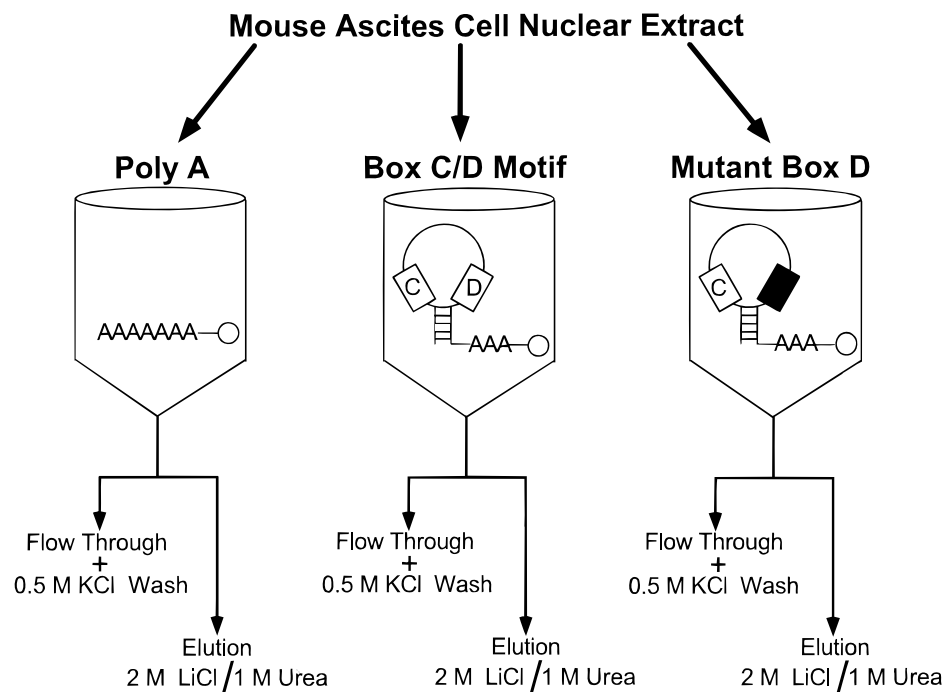 Mouse Ascites Cell Nuclear Extract
Poly A
Box C/D Motif
Mutant Box D
C
D
C
AAAAAAA
AAA
AAA
Flow Through
+
0.5 M KCl Wash
Flow Through
+
0.5 M KCl Wash
Flow Through
+
0.5 M KCl Wash
Elution
2 M LiCl/1 M Urea
Elution
2 M LiCl/1 M Urea
Elution
2 M LiCl/1 M Urea